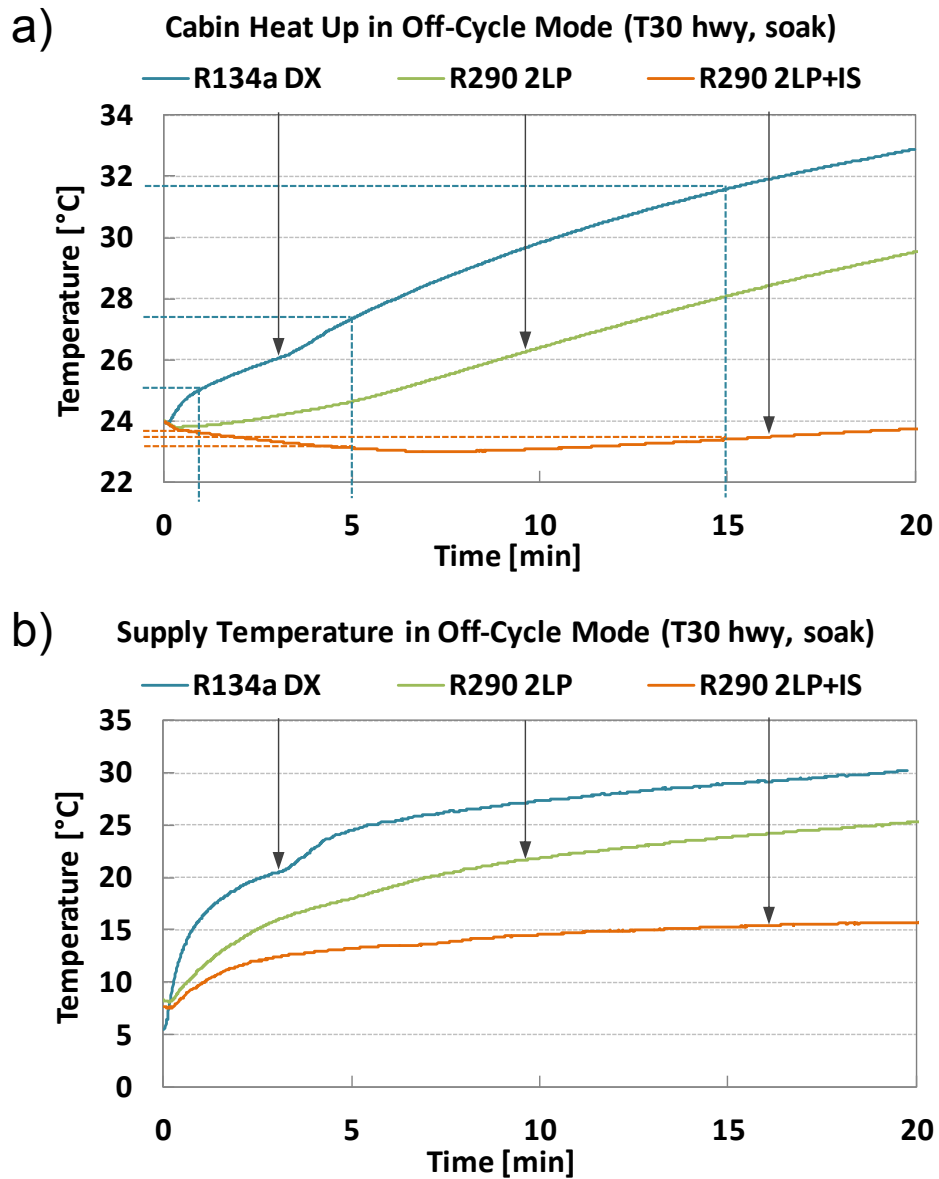 a)
Cabin Heat Up in Off-Cycle Mode (T30 hwy, soak)
R134a DX R290 2LP R290 2LP+IS
34
32
30
28
26
24
22
Temperature [°C]
0 5 10 15 20
Time [min]
b)
Supply Temperature in Off-Cycle Mode (T30 hwy, soak)
R134a DX R290 2LP R290 2LP+IS
35
30
25
20
15
10
5
0
Temperature [°C]
0 5 10 15 20
Time [min]